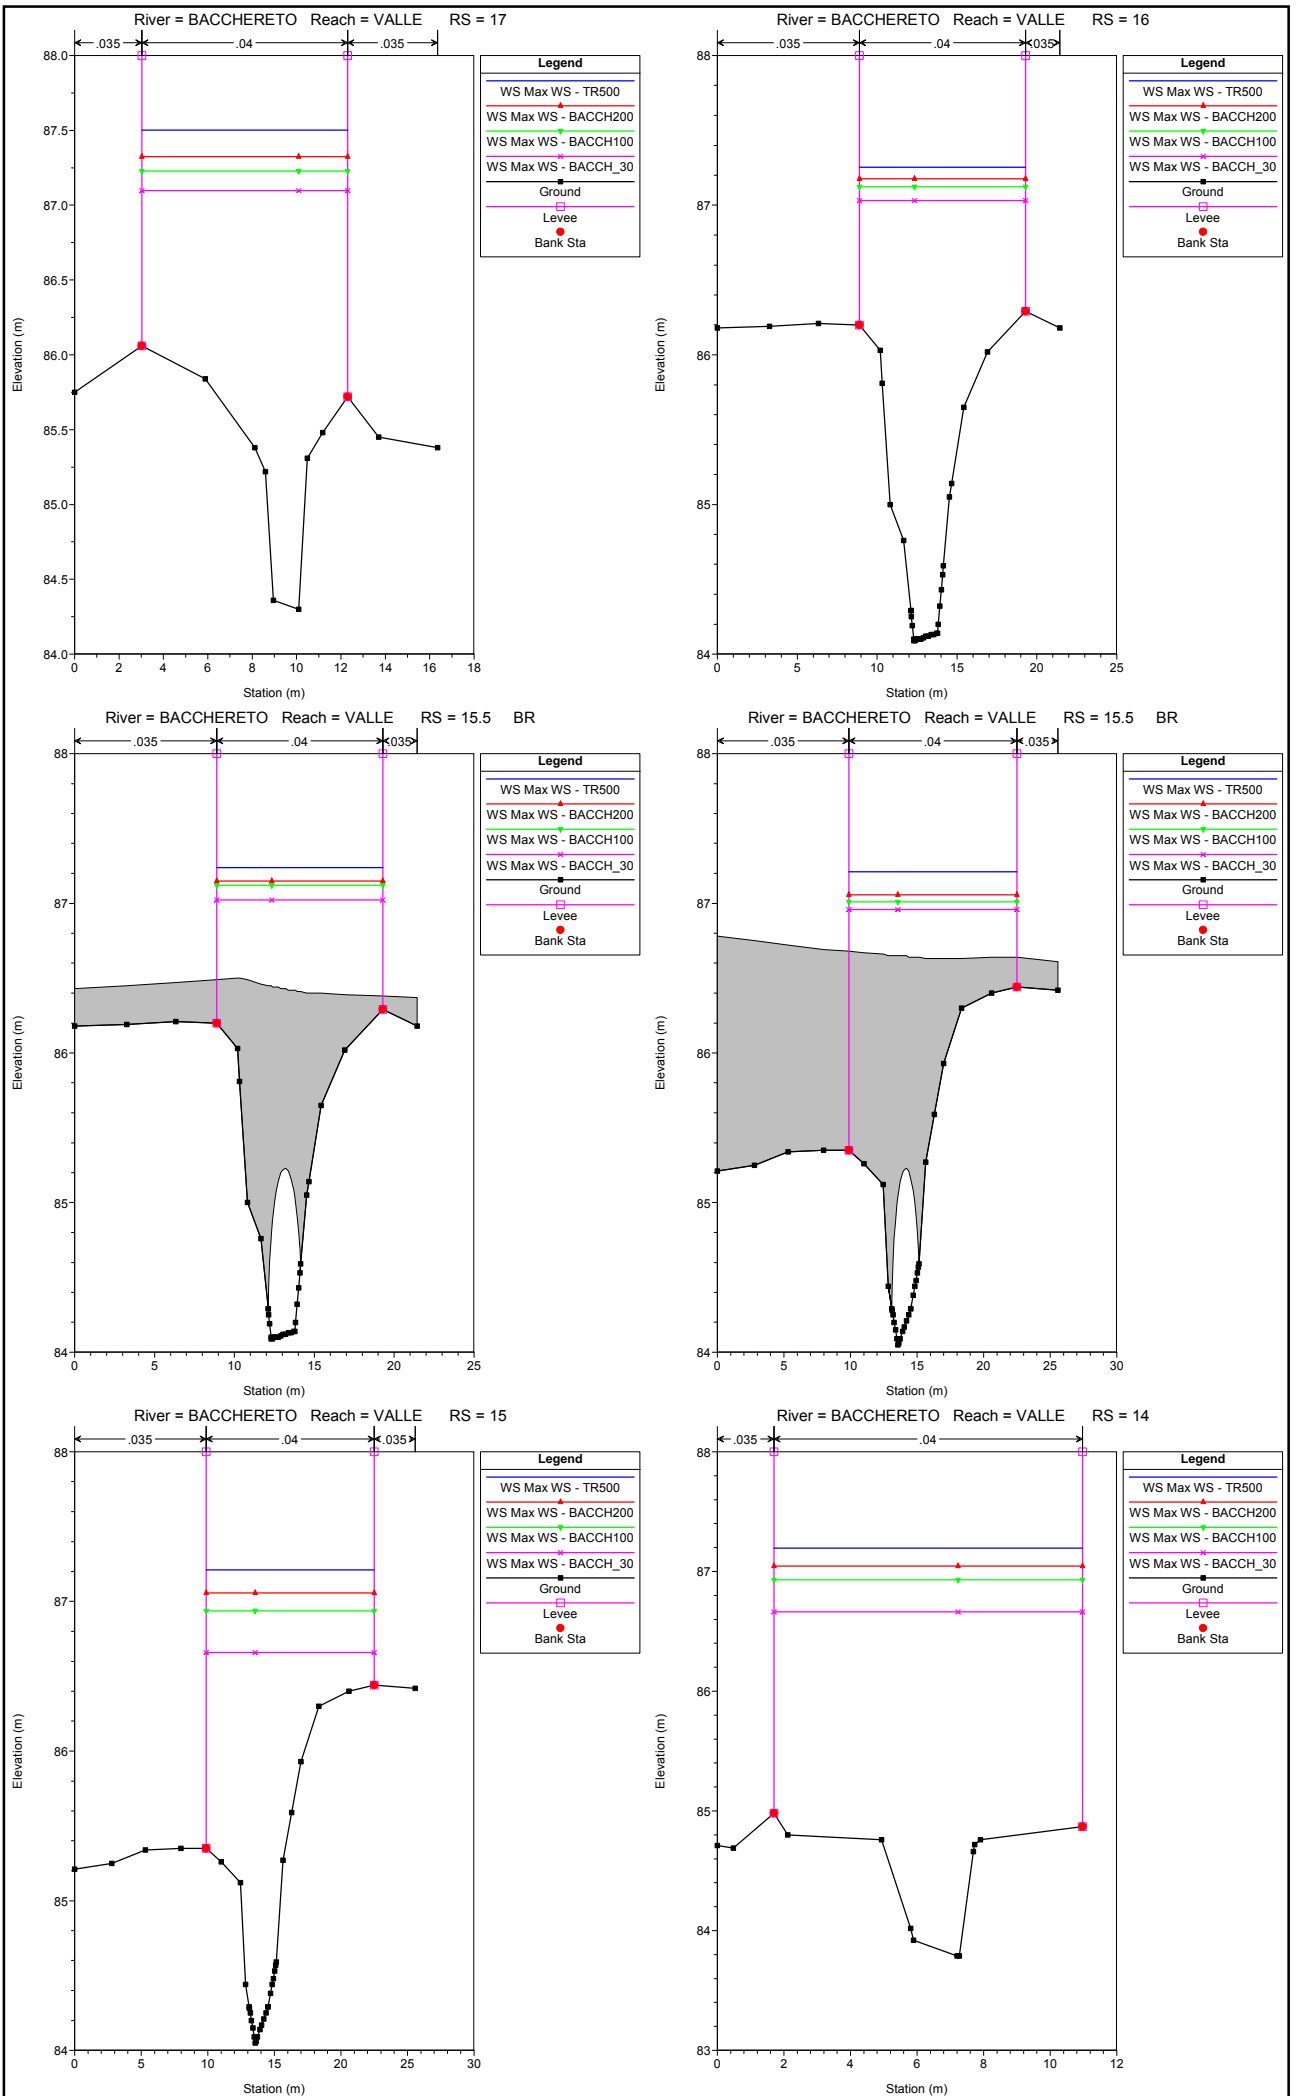 River = BACCHERETO Reach = VALLE RS = 17
.035 .04 .035
Legend
WS Max WS - TR500
WS Max WS - BACCH200
WS Max WS - BACCH100
WS Max WS - BACCH_30
Ground
Levee
Bank Sta
88.0
87.5
87.0
86.5
86.0
85.5
85.0
84.5
84.0
Elevation (m)
0 2 4 6 8 10 12 14 16 18
Station (m)
River = BACCHERETO Reach = VALLE RS = 16
.035 .04 .035
Legend
WS Max WS - TR500
WS Max WS - BACCH200
WS Max WS - BACCH100
WS Max WS - BACCH_30
Ground
Levee
Bank Sta
88
87
86
85
84
Elevation (m)
0 5 10 15 20 25
Station (m)
River = BACCHERETO Reach = VALLE RS = 15.5 BR
.035 .04 .035
Legend
WS Max WS - TR500
WS Max WS - BACCH200
WS Max WS - BACCH100
WS Max WS - BACCH_30
Ground
Levee
Bank Sta
88
87
86
85
84
Elevation (m)
0 5 10 15 20 25
Station (m)
River = BACCHERETO Reach = VALLE RS = 15.5 BR
.035 .04 .035
Legend
WS Max WS - TR500
WS Max WS - BACCH200
WS Max WS - BACCH100
WS Max WS - BACCH_30
Ground
Levee
Bank Sta
88
87
86
85
84
Elevation (m)
0 5 10 15 20 25 30
Station (m)
River = BACCHERETO Reach = VALLE RS = 15
.035 .04 .035
Legend
WS Max WS - TR500
WS Max WS - BACCH200
WS Max WS - BACCH100
WS Max WS - BACCH_30
Ground
Levee
Bank Sta
88
87
86
85
84
Elevation (m)
0 5 10 15 20 25 30
Station (m)
River = BACCHERETO Reach = VALLE RS = 14
.035 .04
Legend
WS Max WS - TR500
WS Max WS - BACCH200
WS Max WS - BACCH100
WS Max WS - BACCH_30
Ground
Levee
Bank Sta
88
87
86
85
84
83
Elevation (m)
0 2 4 6 8 10 12
Station (m)